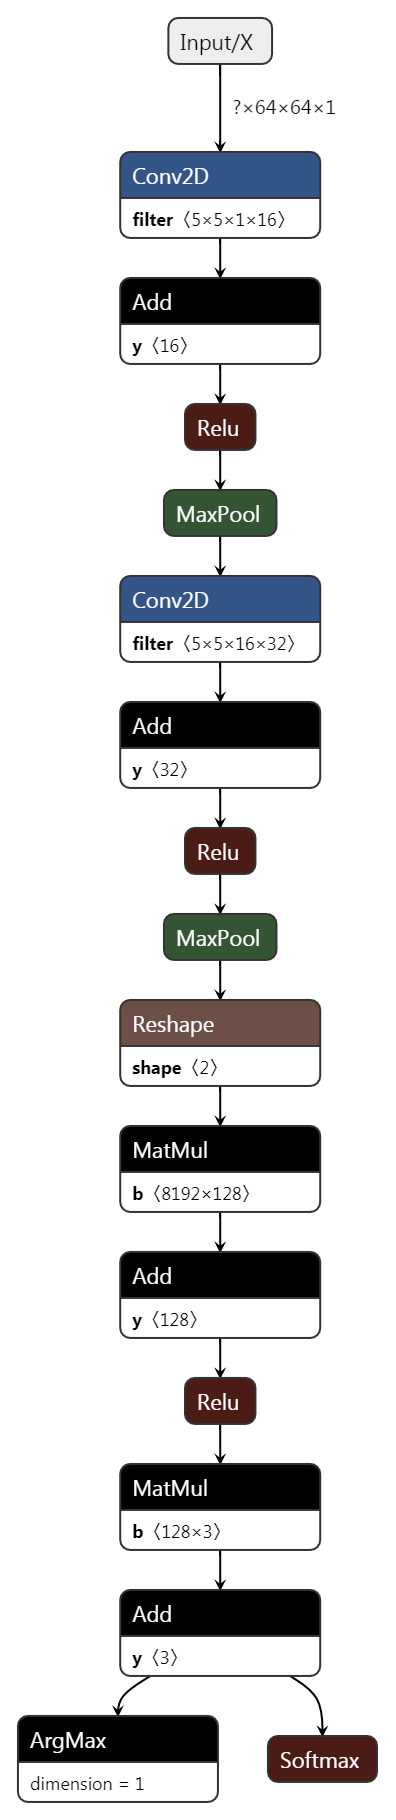 Input/X
?×64×64×1
Conv2D
filter 〈5×5×1×16〉
Add
y 〈16〉
Relu
MaxPool
Conv2D
filter 〈5×5×16×32〉
Add
y 〈32〉
Relu
MaxPool
Reshape
shape 〈2〉
MatMul
b 〈8192×128〉
Add
y 〈128〉
Relu
MatMul
b 〈128×3〉
Add
y 〈3〉
ArgMax
dimension = 1
Softmax